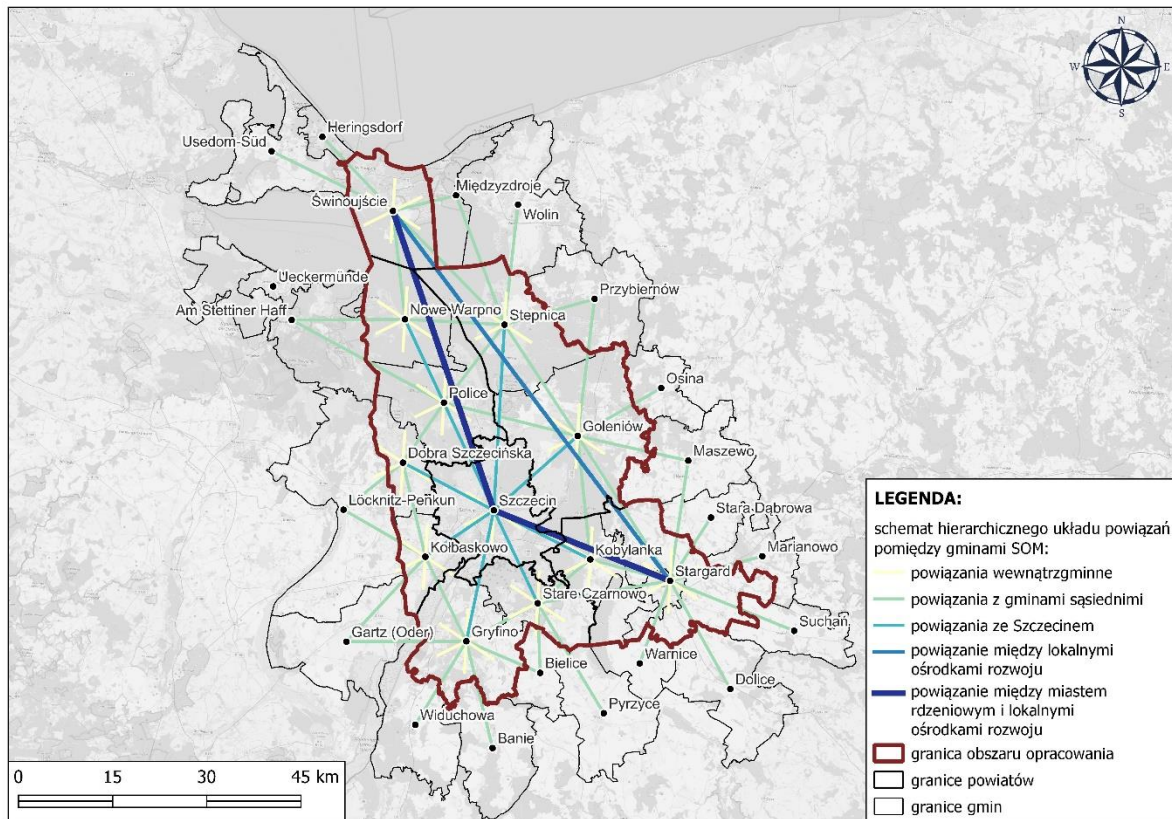 N
W
E
S
Heringsdorf
Usedom-Süd
Międzyzdroje
Świnoujście
Wolin
Ueckermünde
Przybiernów
Am Stettiner Haff
Nowe Warpno
Stepnica
Osina
Police
Goleniów
Dobra Szczecińska
Maszewo
Löcknitz-Penkun
Szczecin
Stara Dąbrowa
Kołbaskowo
Kobylanka
Marianowo
Stargard
Stare Czarnowo
Suchań
Gartz (Oder)
Gryfino
Warnice
Bielice
Dolice
Pyrzyce
Widuchowa
Banie
LEGENDA:
schemat hierarchicznego układu powiązań
pomiędzy gminami SOM:
powiązania wewnątrzgminne
powiązania z gminami sąsiednimi
powiązania ze Szczecinem
powiązanie między lokalnymi
ośrodkami rozwoju
powiązanie między miastem
rdzeniowym i lokalnymi
ośrodkami rozwoju
granica obszaru opracowania
granice powiatów
granice gmin
0 15 30 45 km